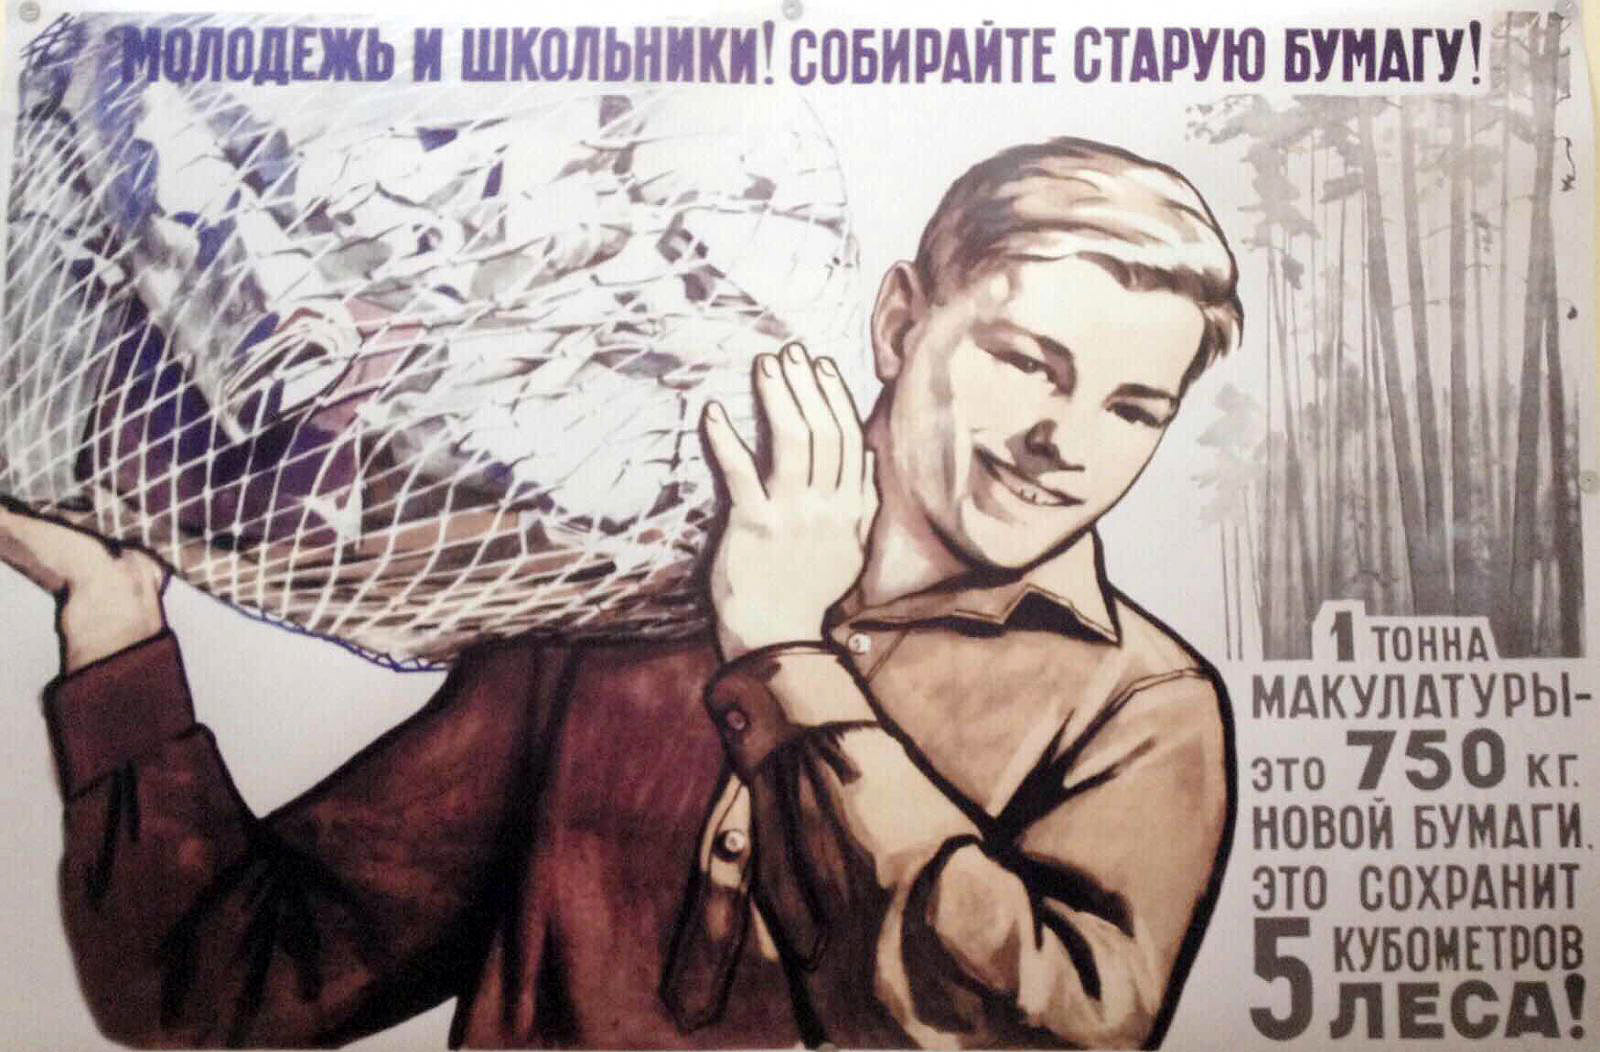 МОЛОДЕЖЬ И ШКОЛЬНИКИ! СОБИРАЙТЕ СТАРУЮ БУМАГУ!
1 ТОННА
МАКУЛАТУРЫ-
ЭТО 750 КГ.
НОВОЙ БУМАГИ.
ЭТО СОХРАНИТ
5 КУБОМЕТРОВ
ЛЕСА!